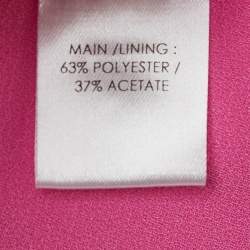 MAIN /LINING :
63% POLYESTER /
37% ACETATE